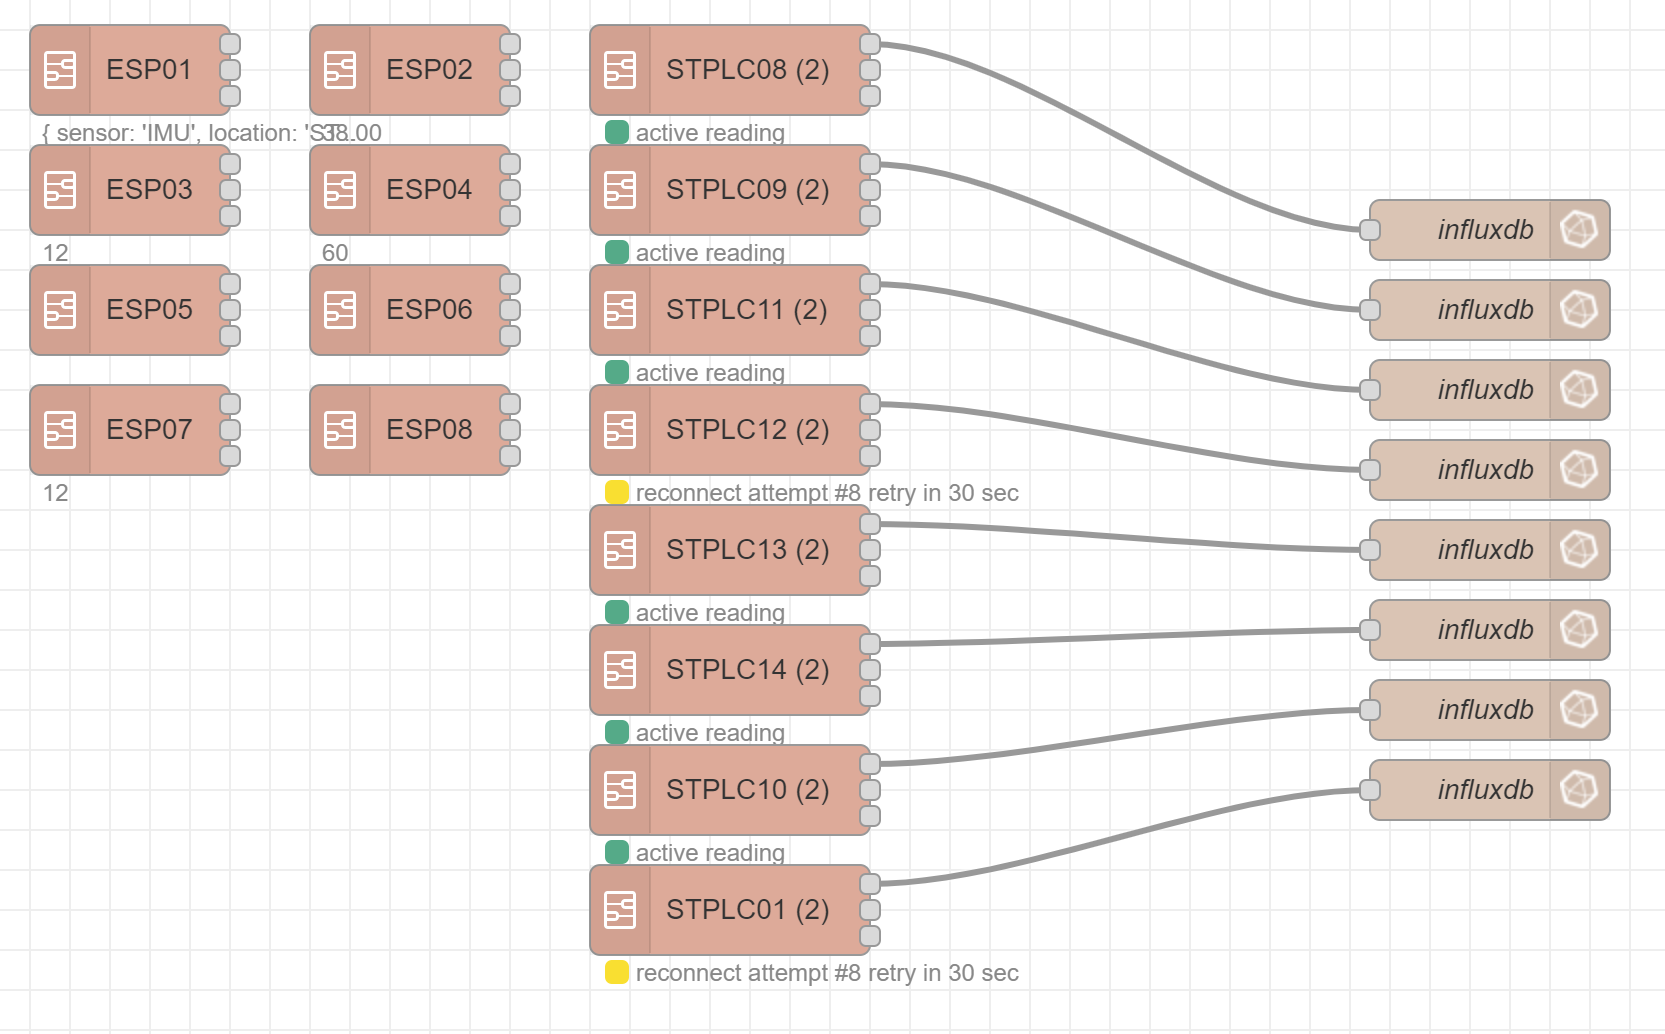 ESP01
ESP02
STPLC08 (2)
{ sensor: 'IMU', location: 'ST...
38.00
active reading
ESP03
ESP04
STPLC09 (2)
influxdb
12
60
active reading
ESP05
ESP06
STPLC11 (2)
influxdb
active reading
influxdb
ESP07
ESP08
STPLC12 (2)
influxdb
12
reconnect attempt #8 retry in 30 sec
STPLC13 (2)
influxdb
active reading
influxdb
STPLC14 (2)
influxdb
active reading
STPLC10 (2)
influxdb
active reading
STPLC01 (2)
reconnect attempt #8 retry in 30 sec